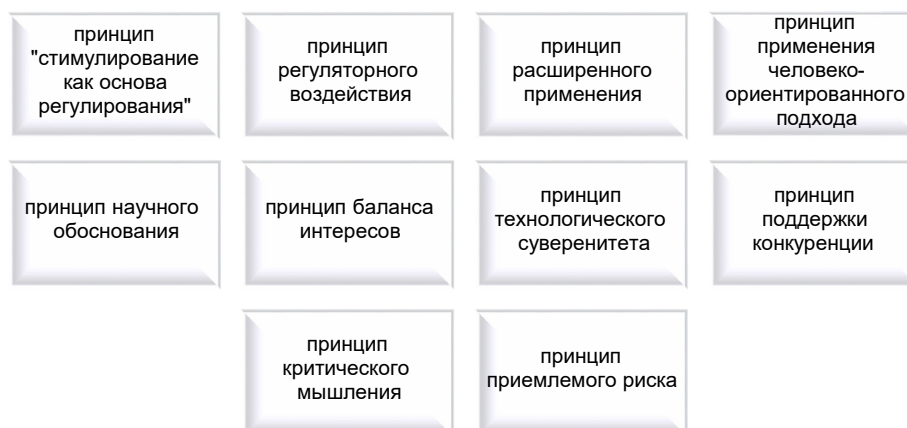 принцип
"стимулирование
как основа
регулирования"
принцип
регуляторного
воздействия
принцип
расширенного
применения
принцип
применения
человеко-
ориентированного
подхода
принцип научного
обоснования
принцип баланса
интересов
принцип
технологического
суверенитета
принцип
поддержки
конкуренции
принцип
критического
мышления
принцип
приемлемого риска